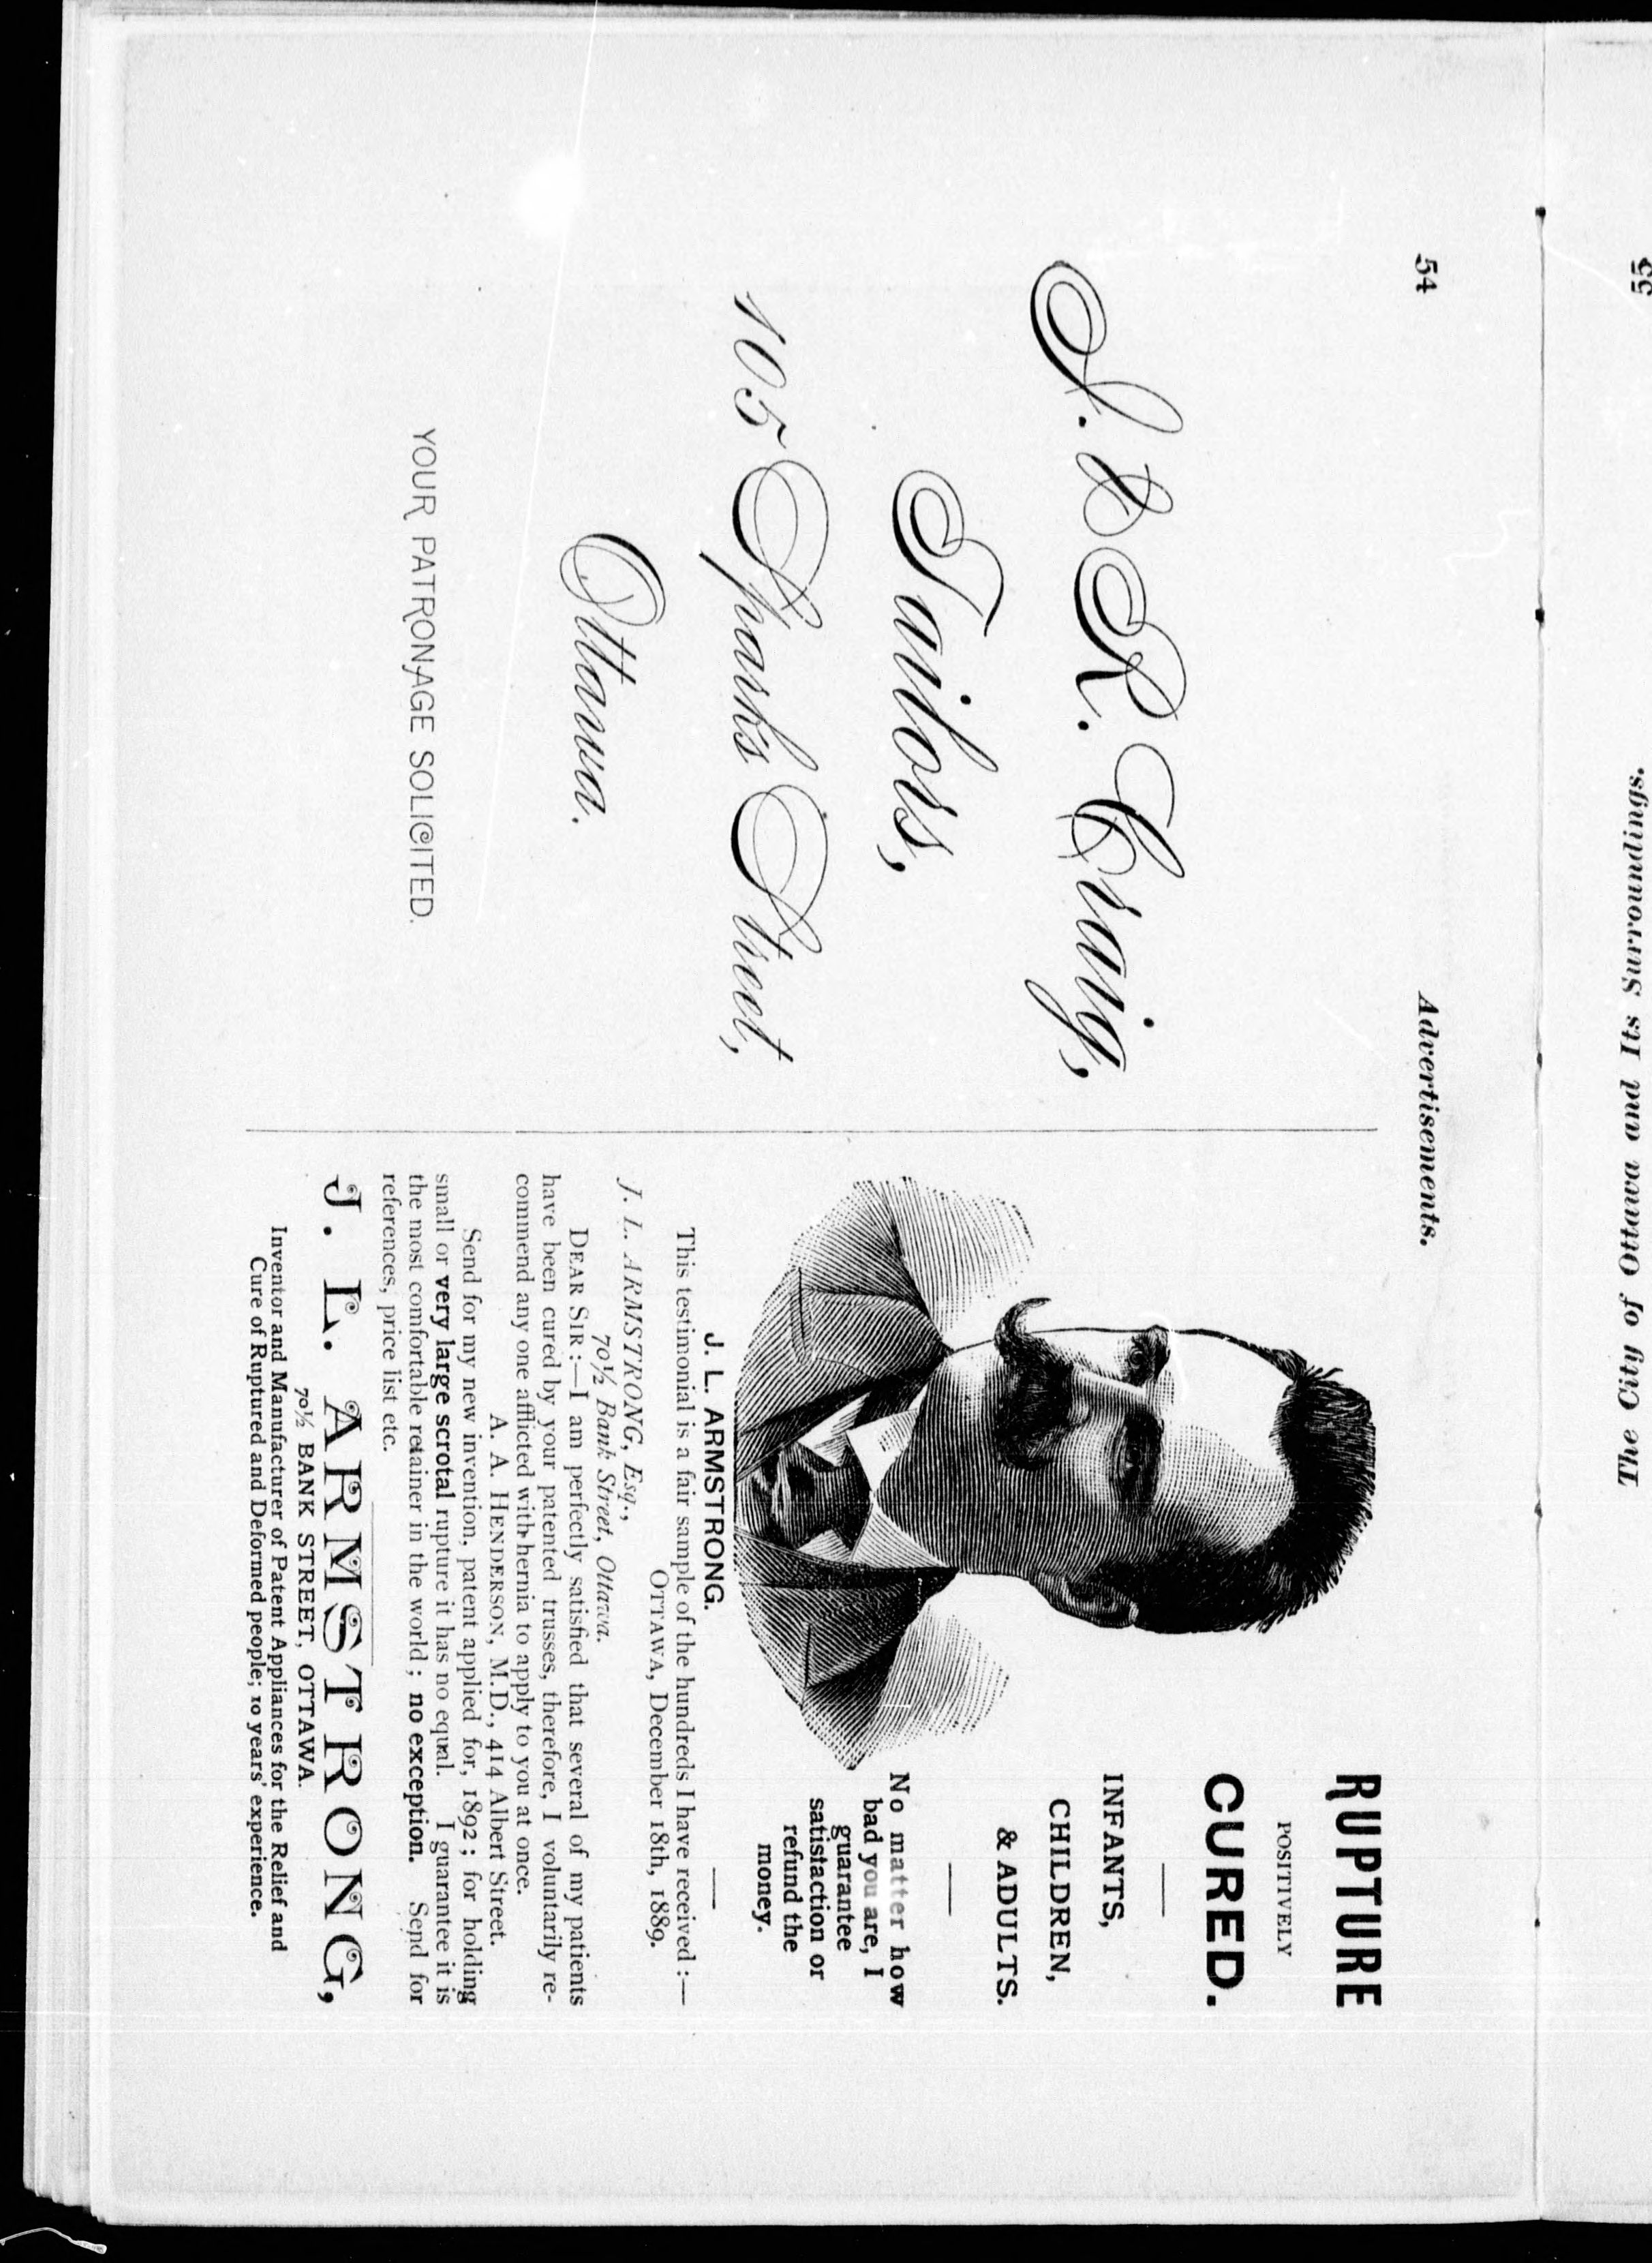 54
Advertisements.
J. & R. Craig,
Tailors,
105 Sparks Street,
Ottawa.
YOUR PATRONAGE SOLICITED.
RUPTURE
POSITIVELY
CURED.
INFANTS,
CHILDREN,
& ADULTS.
No matter how
bad you are, I
guarantee
satisfaction or
refund the
money.
J. L. ARMSTRONG.
This testimonial is a fair sample of the hundreds I have received :—
OTTAWA, December 18th, 1889.
J. L. ARMSTRONG, Esq.,
70½ Bank Street, Ottawa.
DEAR SIR :—I am perfectly satisfied that several of my patients
have been cured by your patented trusses, therefore, I voluntarily re-
commend any one afflicted with hernia to apply to you at once.
A. A. HENDERSON, M.D., 414 Albert Street.
Send for my new invention, patent applied for, 1892 ; for holding
small or very large scrotal rupture it has no equal. I guarantee it is
the most comfortable retainer in the world ; no exception. Send for
references, price list etc.
J. L. ARMSTRONG,
70½ BANK STREET, OTTAWA.
Inventor and Manufacturer of Patent Appliances for the Relief and
Cure of Ruptured and Deformed people; 10 years' experience.
The City of Ottawa and Its Surroundings.
55